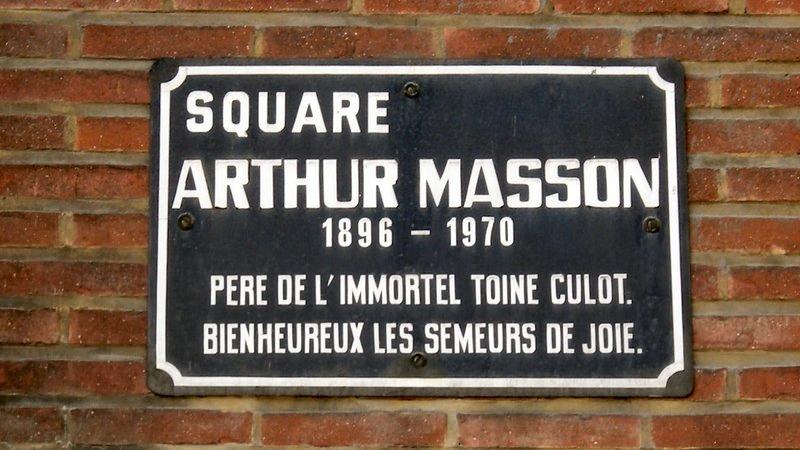 SQUARE
ARTHUR MASSON
1896 – 1970
PERE DE L'IMMORTEL TOINE CULOT.
BIENHEUREUX LES SEMEURS DE JOIE.